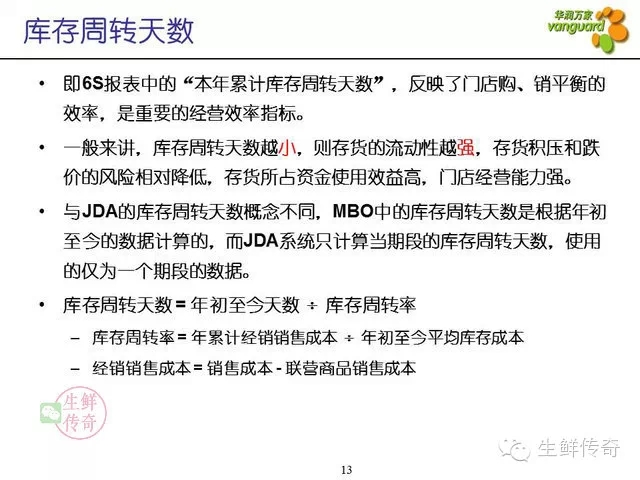 库存周转天数
华润万家
vanguard
• 即6S报表中的“本年累计库存周转天数”，反映了门店购、销平衡的
效率，是重要的经营效率指标。
• 一般来讲，库存周转天数越小，则存货的流动性越强，存货积压和跌
价的风险相对降低，存货所占资金使用效益高，门店经营能力强。
• 与JDA的库存周转天数概念不同，MBO中的库存周转天数是根据年初
至今的数据计算的，而JDA系统只计算当期段的库存周转天数，使用
的仅为一个期段的数据。
• 库存周转天数 = 年初至今天数 ÷ 库存周转率
– 库存周转率 = 年累计经销销售成本 ÷ 年初至今平均库存成本
– 经销销售成本 = 销售成本 - 联营商品销售成本
生鲜
传奇
生鲜传奇
13